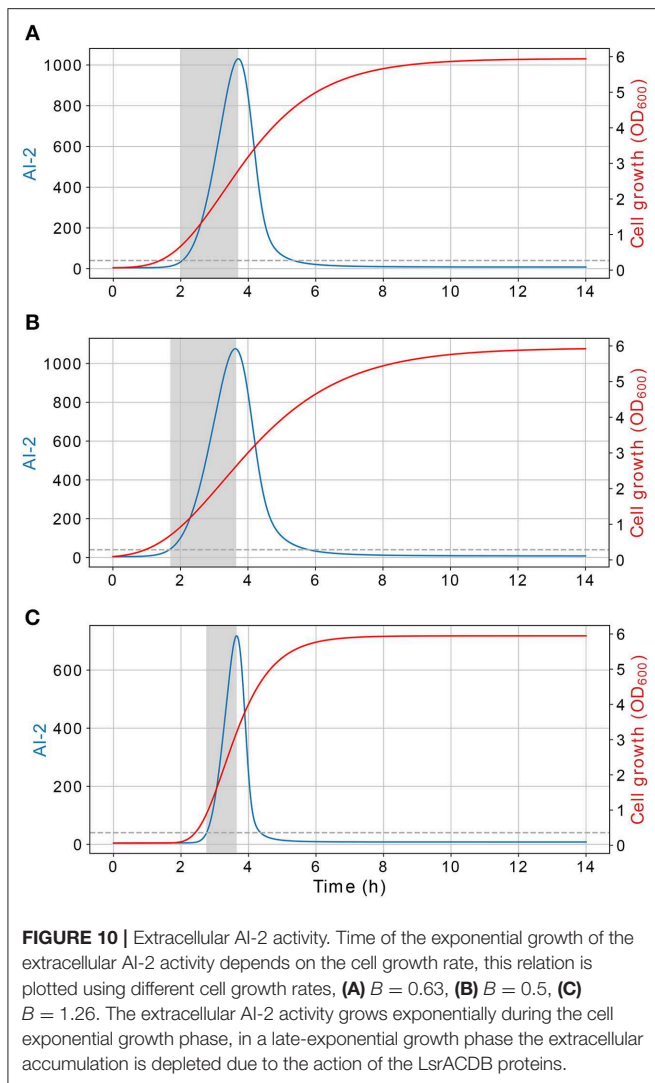 A
1000
800
600
400
200
0
AI-2
6
5
4
3
2
1
0
Cell growth (OD600)
0 2 4 6 8 10 12 14
B
1000
800
600
400
200
0
AI-2
6
5
4
3
2
1
0
Cell growth (OD600)
0 2 4 6 8 10 12 14
C
600
400
200
0
AI-2
6
5
4
3
2
1
0
Cell growth (OD600)
0 2 4 6 8 10 12 14
Time (h)
FIGURE 10 | Extracellular AI-2 activity. Time of the exponential growth of the
extracellular AI-2 activity depends on the cell growth rate, this relation is
plotted using different cell growth rates, (A) B = 0.63, (B) B = 0.5, (C)
B = 1.26. The extracellular AI-2 activity grows exponentially during the cell
exponential growth phase, in a late-exponential growth phase the extracellular
accumulation is depleted due to the action of the LsrACDB proteins.